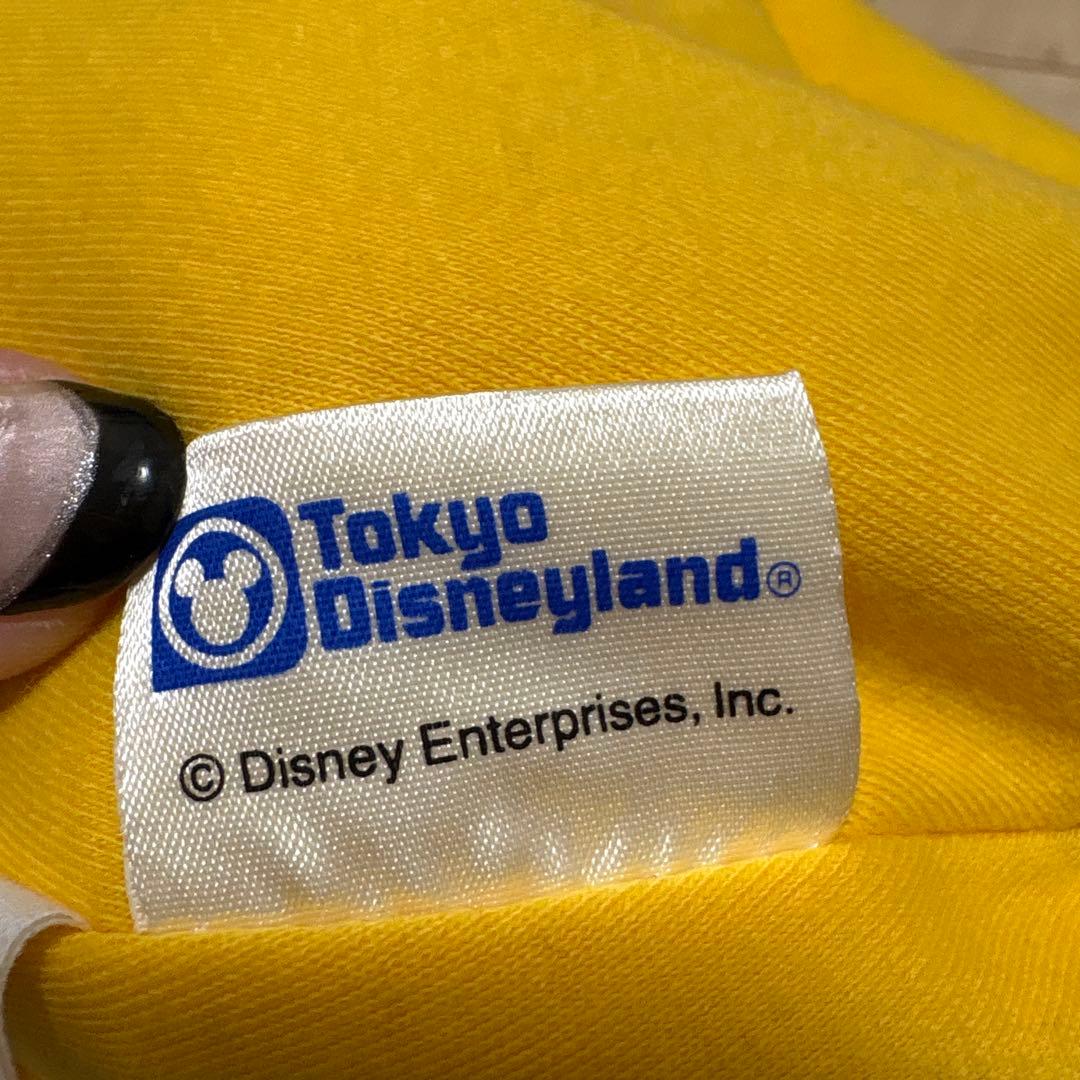 Tokyo
Disneyland®
© Disney Enterprises, Inc.